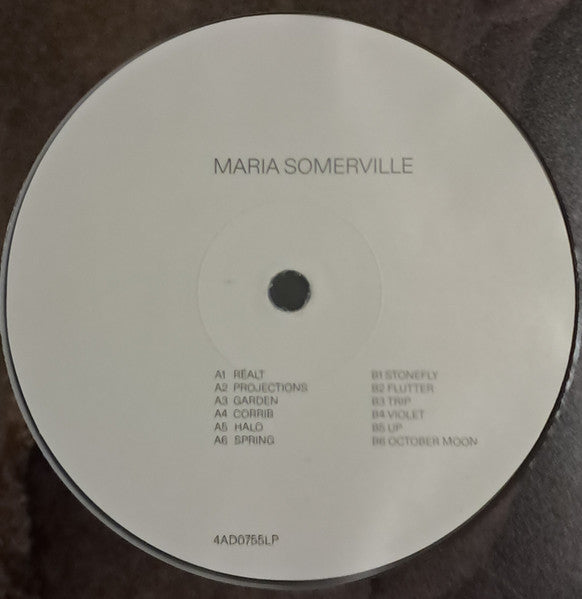 MARIA SOMERVILLE
A1 RÉALT
A2 PROJECTIONS
A3 GARDEN
A4 CORRIB
A5 HALO
A6 SPRING
B1 STONEFLY
B2 FLUTTER
B3 TRIP
B4 VIOLET
B5 UP
B6 OCTOBER MOON
4AD0755LP